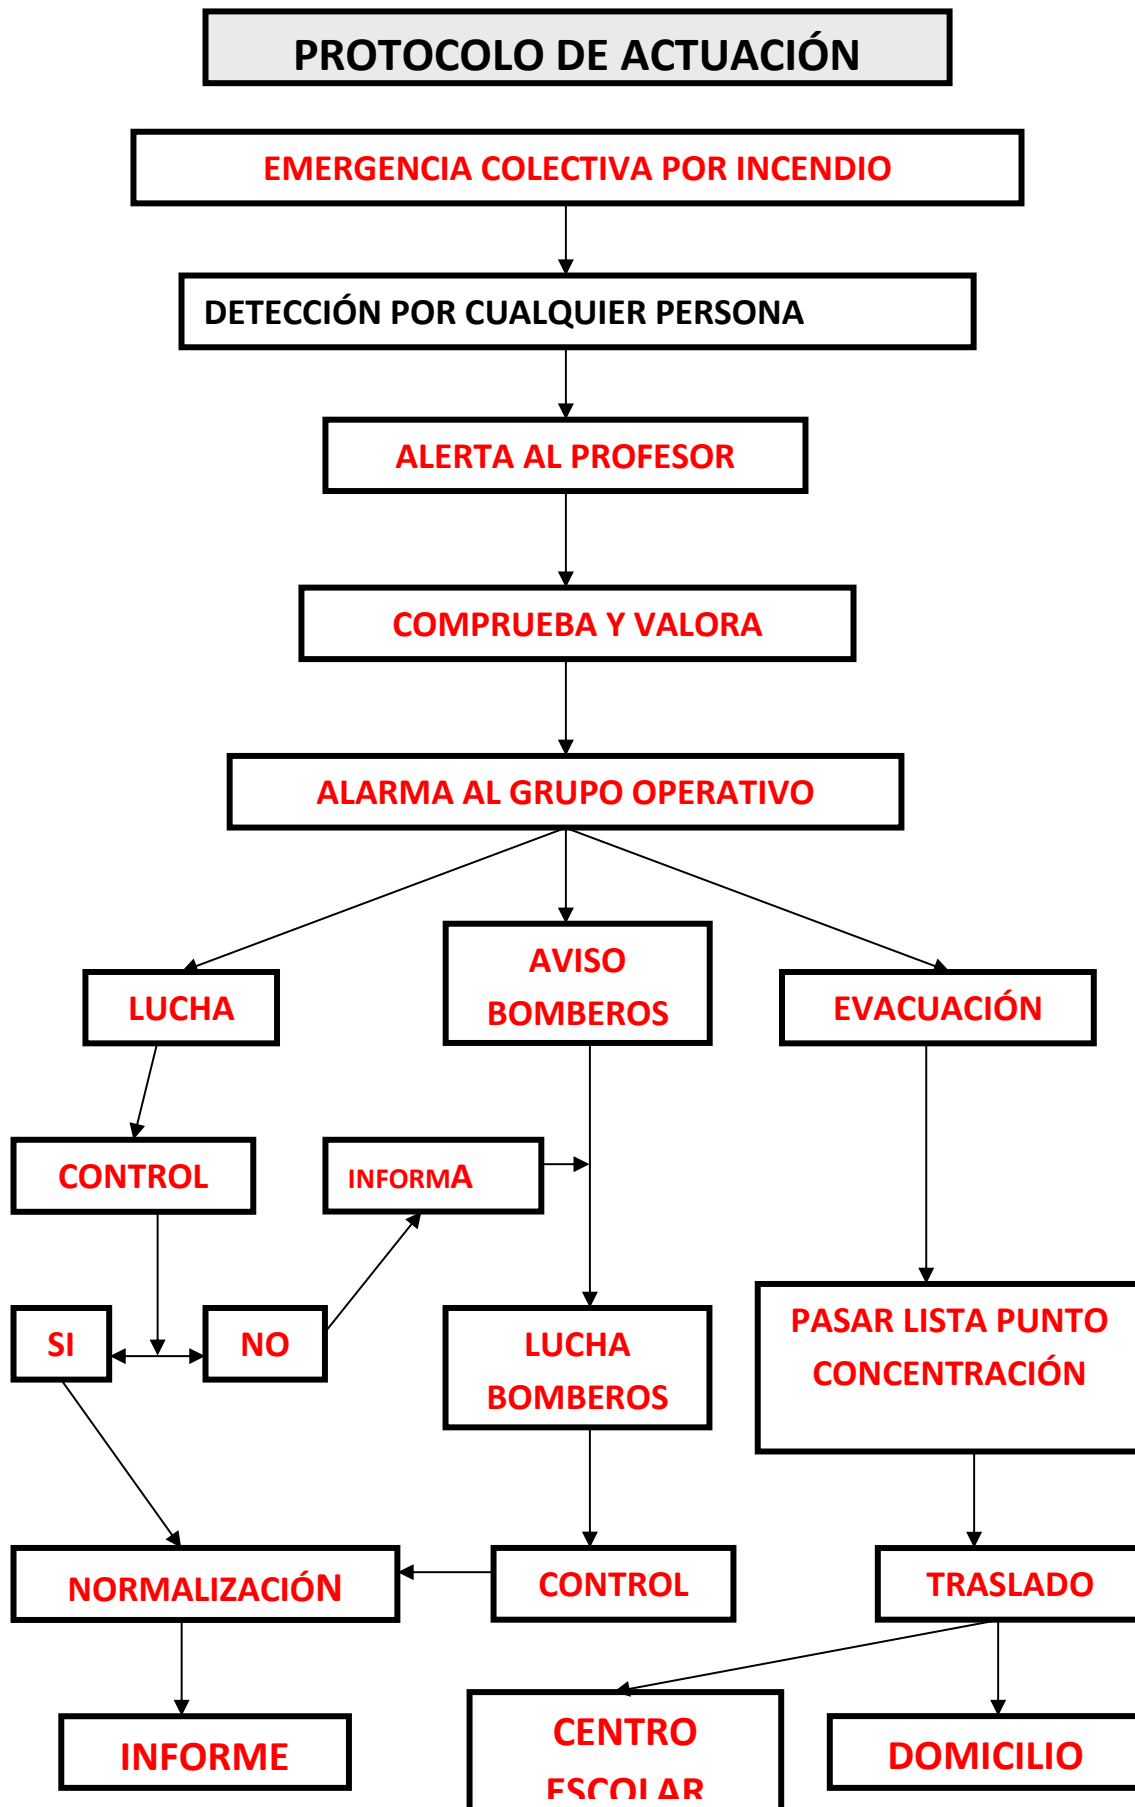 PROTOCOLO DE ACTUACIÓN
EMERGENCIA COLECTIVA POR INCENDIO
DETECCIÓN POR CUALQUIER PERSONA
ALERTA AL PROFESOR
COMPRUEBA Y VALORA
ALARMA AL GRUPO OPERATIVO
LUCHA
AVISO
BOMBEROS
EVACUACIÓN
CONTROL
INFORMA
SI
NO
LUCHA
BOMBEROS
PASAR LISTA PUNTO
CONCENTRACIÓN
NORMALIZACIÓN
CONTROL
TRASLADO
INFORME
CENTRO
ESCOLAR
DOMICILIO